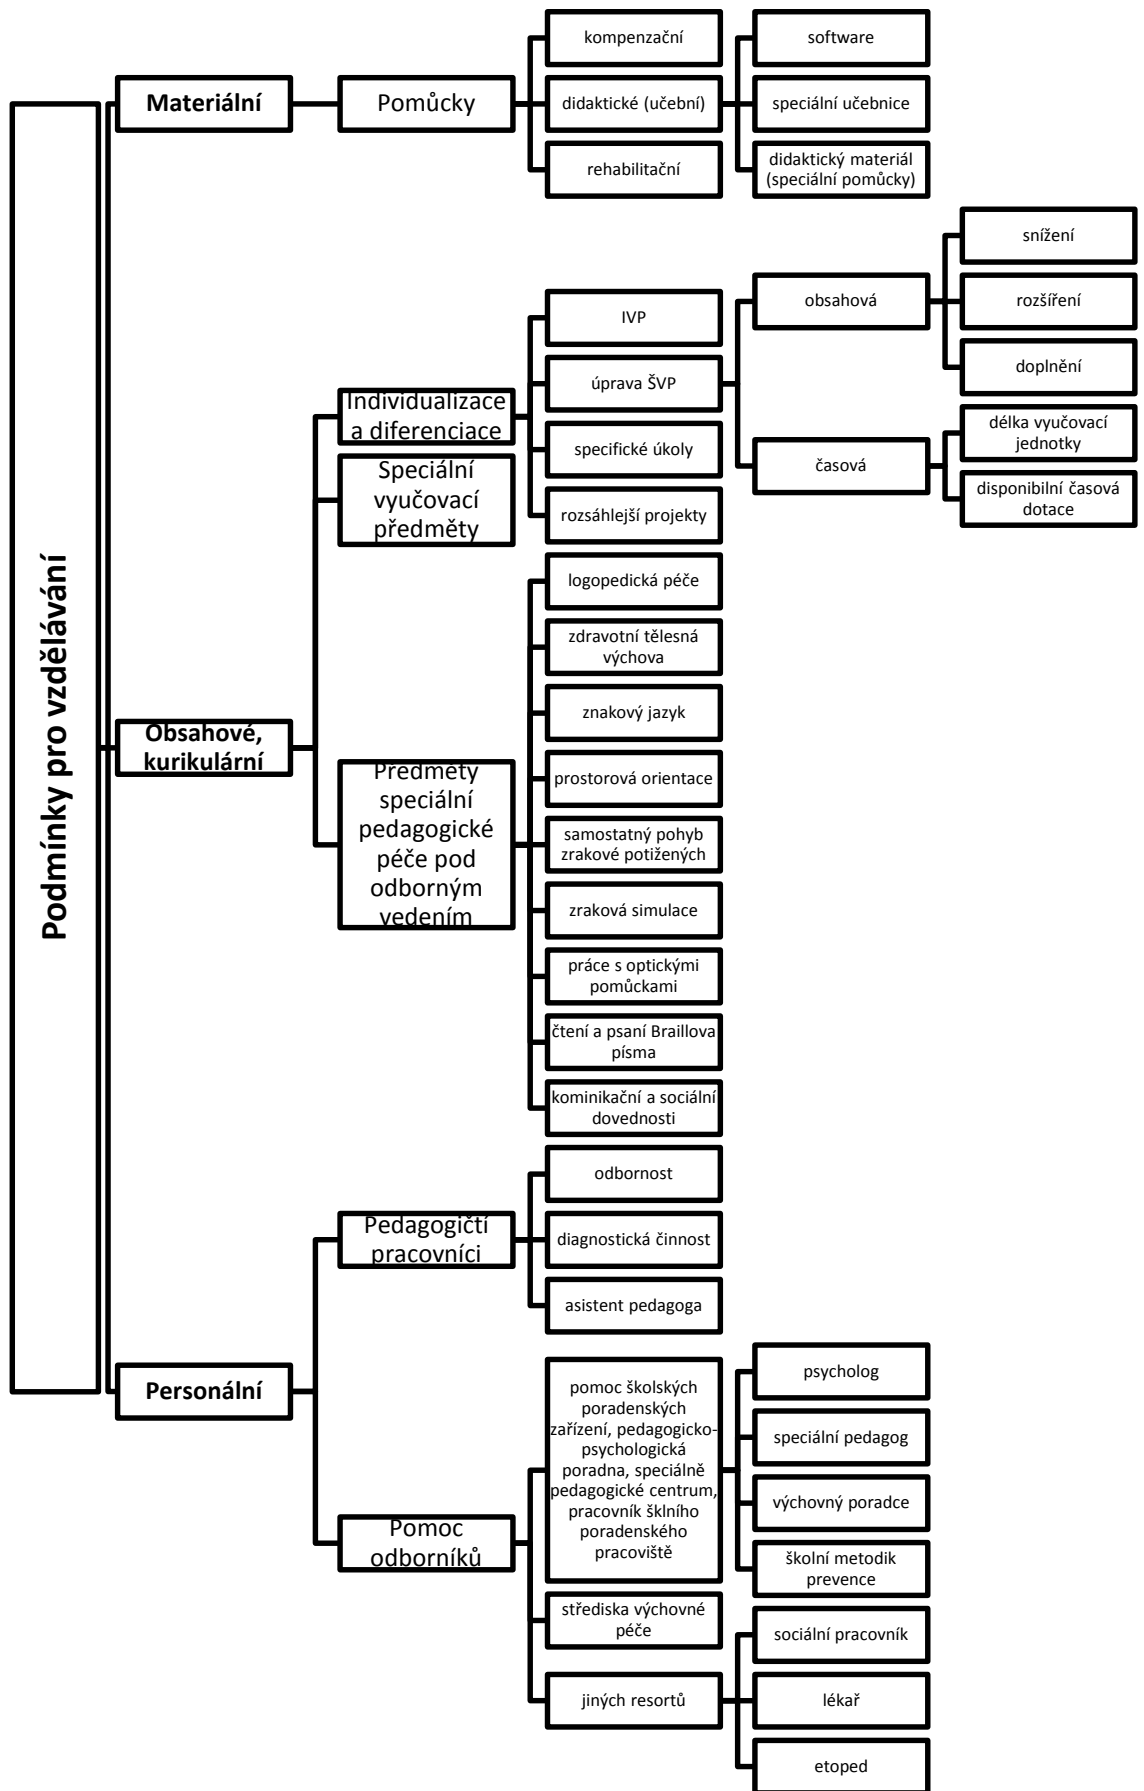 Podmínky pro vzdělávání
Materiální
Pomůcky
kompenzační
didaktické (učební)
software
speciální učebnice
didaktický materiál
(speciální pomůcky)
rehabilitační
Obsahové,
kurikulární
Individualizace
a diferenciace
IVP
úprava ŠVP
obsahová
snížení
rozšíření
doplnění
časová
délka vyučovací
jednotky
disponibilní časová
dotace
specifické úkoly
rozsáhlejší projekty
Speciální
vyučovací
předměty
Předměty
speciální
pedagogické
péče pod
odborným
vedením
logopedická péče
zdravotní tělesná
výchova
znakový jazyk
prostorová orientace
samostatný pohyb
zrakové potižených
zraková simulace
práce s optickými
pomůckami
čtení a psaní Braillova
písma
kominikační a sociální
dovednosti
Personální
Pedagogičtí
pracovníci
odbornost
diagnostická činnost
asistent pedagoga
Pomoc
odborníků
pomoc školských
poradenských
zařízení, pedagogicko-
psychologická
poradna, speciálně
pedagogické centrum,
pracovník šklního
poradenského
pracoviště
psycholog
speciální pedagog
výchovný poradce
školní metodik
prevence
střediska výchovné
péče
jiných resortů
sociální pracovník
lékař
etoped